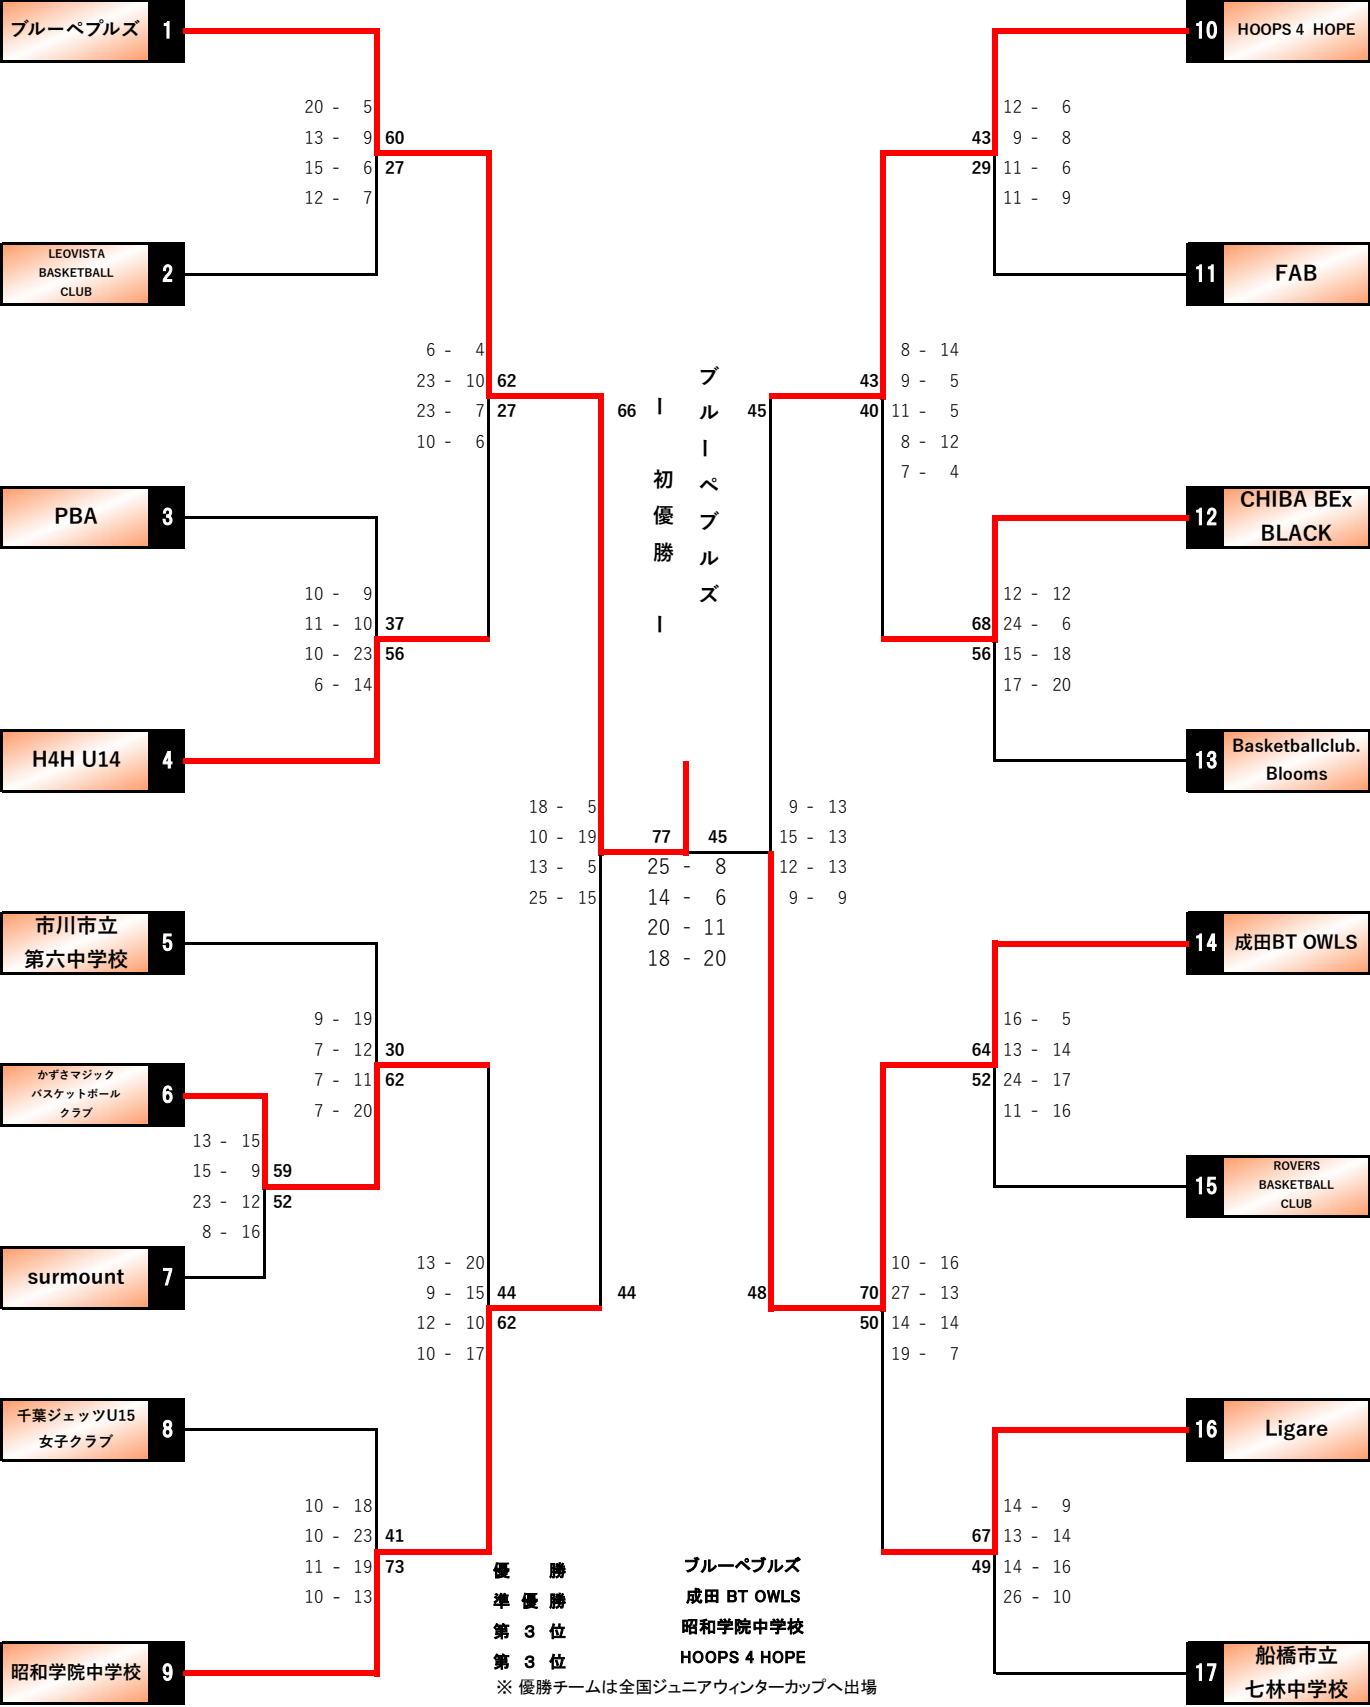 ブルーペプルズ 1
20 - 5
13 - 9 60
15 - 6 27
12 - 7
LEOVISTA
BASKETBALL
CLUB
2
6 - 4
23 - 10 62
23 - 7 27
10 - 6
PBA 3
10 - 9
11 - 10 37
10 - 23 56
6 - 14
H4H U14 4
市川市立
第六中学校
5
9 - 19
7 - 12 30
7 - 11 62
7 - 20
かずさマジック
バスケットボール
クラブ
6
13 - 15
15 - 9 59
23 - 12 52
8 - 16
surmount 7
13 - 20
9 - 15 44
12 - 10 62
10 - 17
千葉ジェッツU15
女子クラブ
8
10 - 18
10 - 23 41
11 - 19 73
10 - 13
昭和学院中学校 9
ブルーペブルズ
ー 初優勝 ー
66 45
18 - 5
10 - 19
13 - 5
25 - 15
77 45
25 - 8
14 - 6
20 - 11
18 - 20
9 - 13
15 - 13
12 - 13
9 - 9
44 48
10 HOOPS 4 HOPE
12 - 6
43 9 - 8
29 11 - 6
11 - 9
11 FAB
8 - 14
43 9 - 5
40 11 - 5
8 - 12
7 - 4
12
CHIBA BEx
BLACK
12 - 12
68 24 - 6
56 15 - 18
17 - 20
13
Basketballclub.
Blooms
14 成田BT OWLS
16 - 5
64 13 - 14
52 24 - 17
11 - 16
15
ROVERS
BASKETBALL
CLUB
10 - 16
70 27 - 13
50 14 - 14
19 - 7
16 Ligare
14 - 9
67 13 - 14
49 14 - 16
26 - 10
17
船橋市立
七林中学校
優 勝 ブルーペブルズ
準 優 勝 成田 BT OWLS
第 3 位 昭和学院中学校
第 3 位 HOOPS 4 HOPE
※ 優勝チームは全国ジュニアウィンターカップへ出場